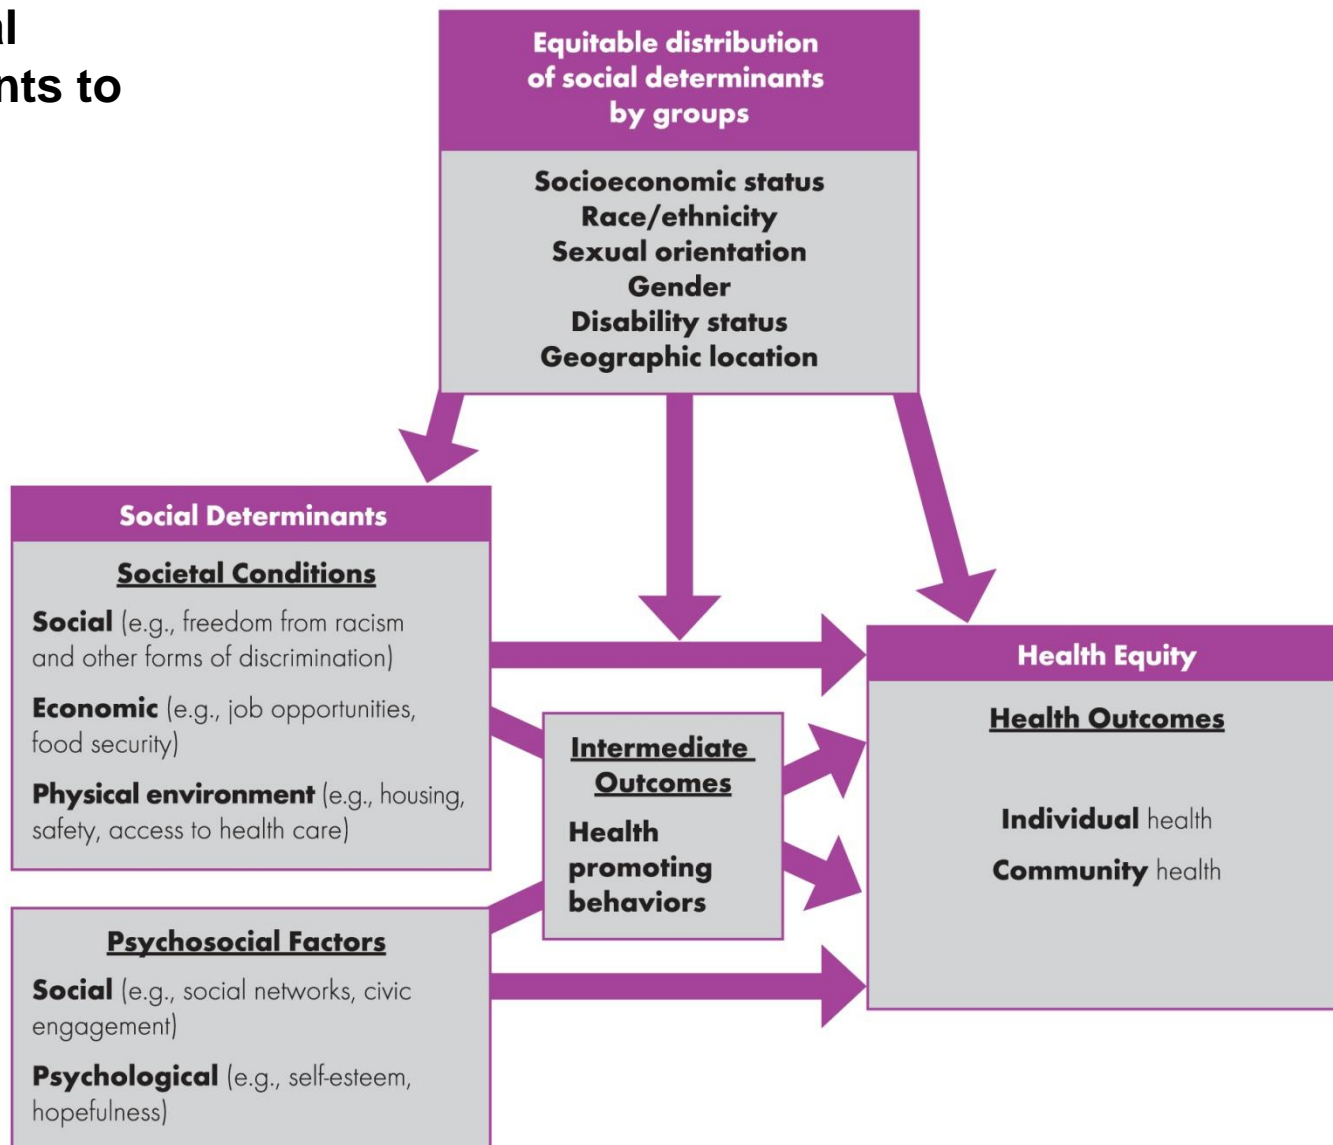 al
nts to
Equitable distribution
of social determinants
by groups
Socioeconomic status
Race/ethnicity
Sexual orientation
Gender
Disability status
Geographic location
Social Determinants
Societal Conditions
Social (e.g., freedom from racism
and other forms of discrimination)
Economic (e.g., job opportunities,
food security)
Physical environment (e.g., housing,
safety, access to health care)
Psychosocial Factors
Social (e.g., social networks, civic
engagement)
Psychological (e.g., self-esteem,
hopefulness)
Intermediate
Outcomes
Health
promoting
behaviors
Health Equity
Health Outcomes
Individual health
Community health